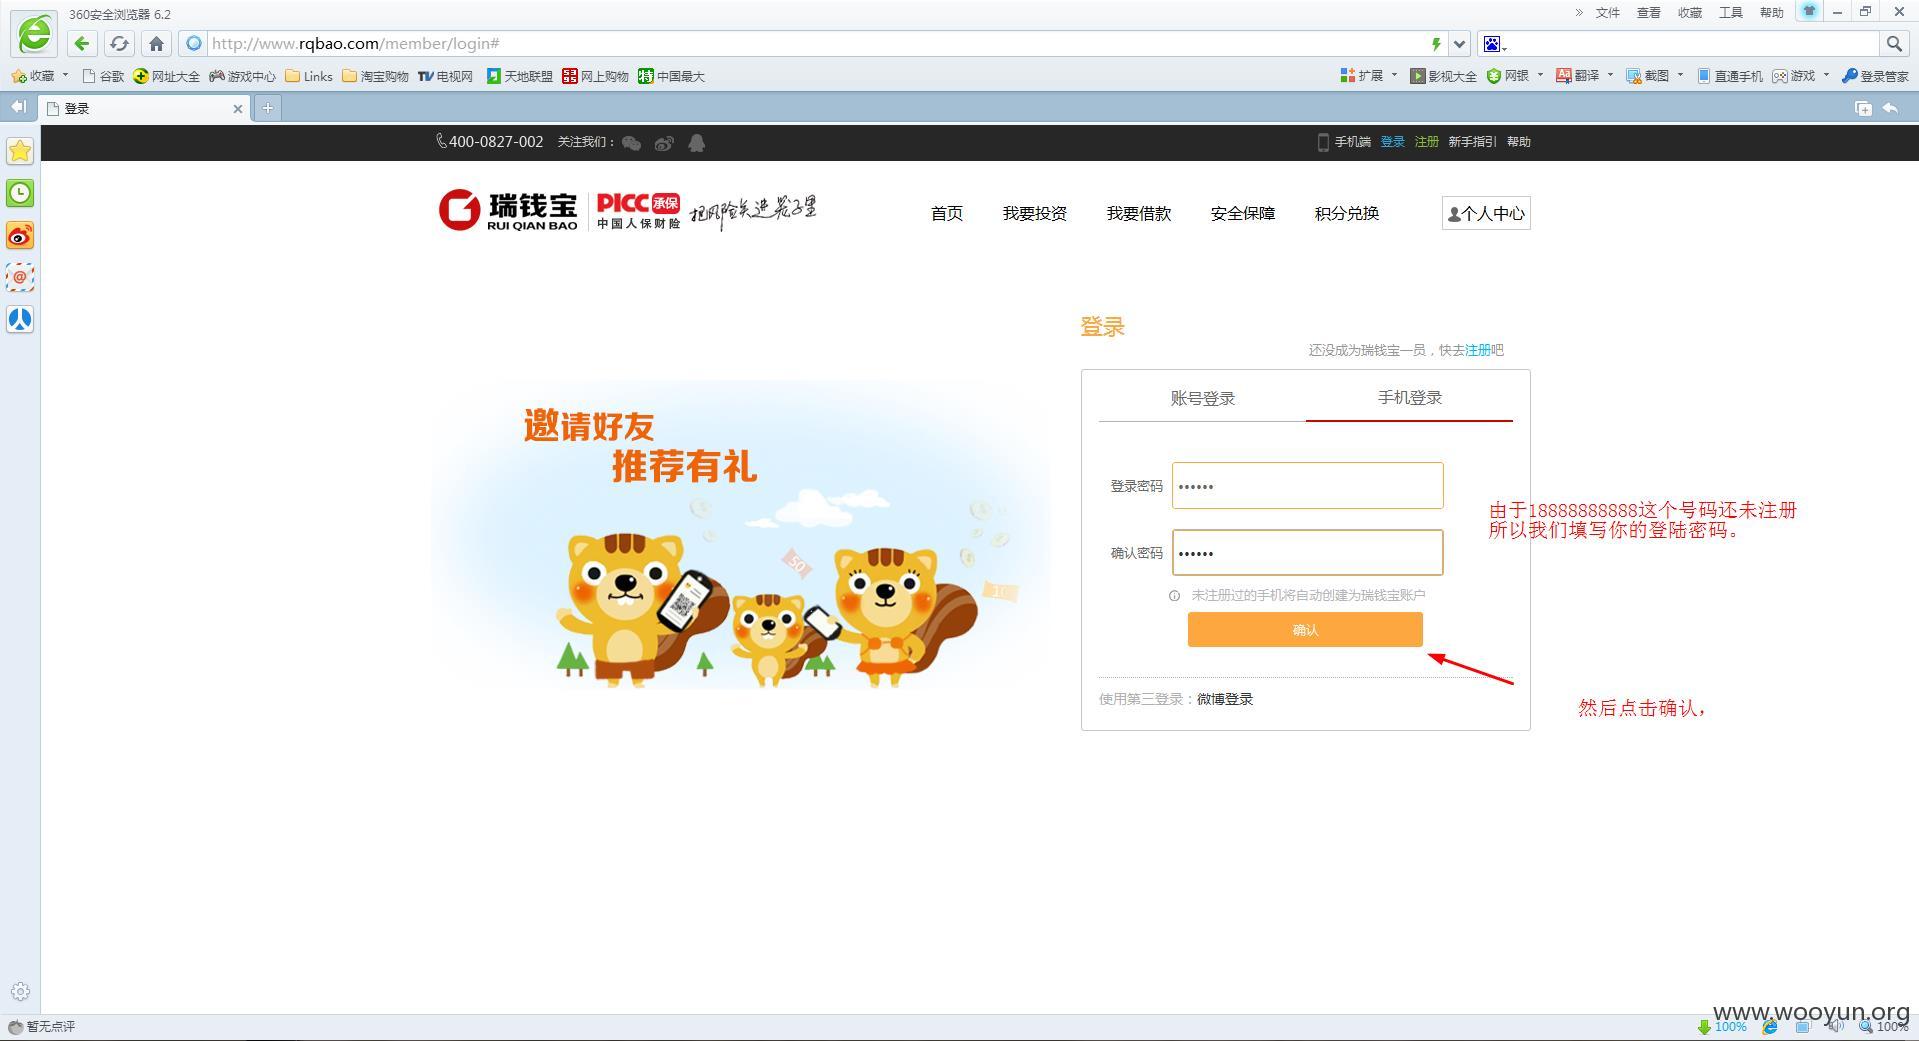 360安全浏览器 6.2
» 文件 查看 收藏 工具 帮助
http://www.rqbao.com/member/login#
收藏 谷歌 网址大全 游戏中心 Links 淘宝购物 电视网 天地联盟 网上购物 中国最大
扩展 影视大全 网银 翻译 截图 直通手机 游戏 登录管家
登录
400-0827-002 关注我们：
手机端 登录 注册 新手指引 帮助
瑞钱宝 PICC 承保
RUI QIAN BAO 中国人保财险
把风险关进笼子里
首页 我要投资 我要借款 安全保障 积分兑换 个人中心
登录
还没成为瑞钱宝一员，快去注册吧
账号登录 手机登录
邀请好友
推荐有礼
50
10
登录密码 ••••••
确认密码 ••••••
未注册过的手机将自动创建为瑞钱宝账户
确认
使用第三登录：微博登录
由于18888888888这个号码还未注册
所以我们填写你的登陆密码。
然后点击确认，
www.wooyun.org
暂无点评
100% 100%